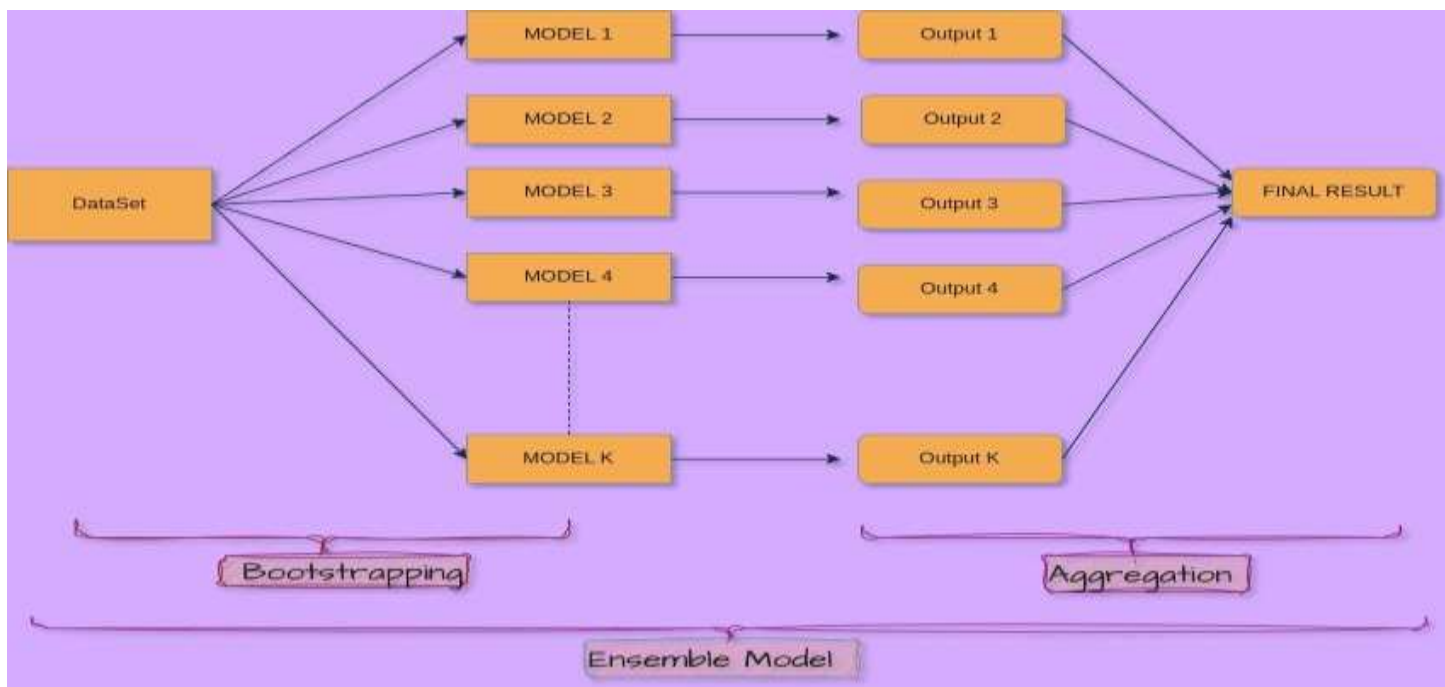 MODEL 1
Output 1
MODEL 2
Output 2
DataSet
MODEL 3
Output 3
FINAL RESULT
MODEL 4
Output 4
MODEL K
Output K
Bootstrapping
Aggregation
Ensemble Model